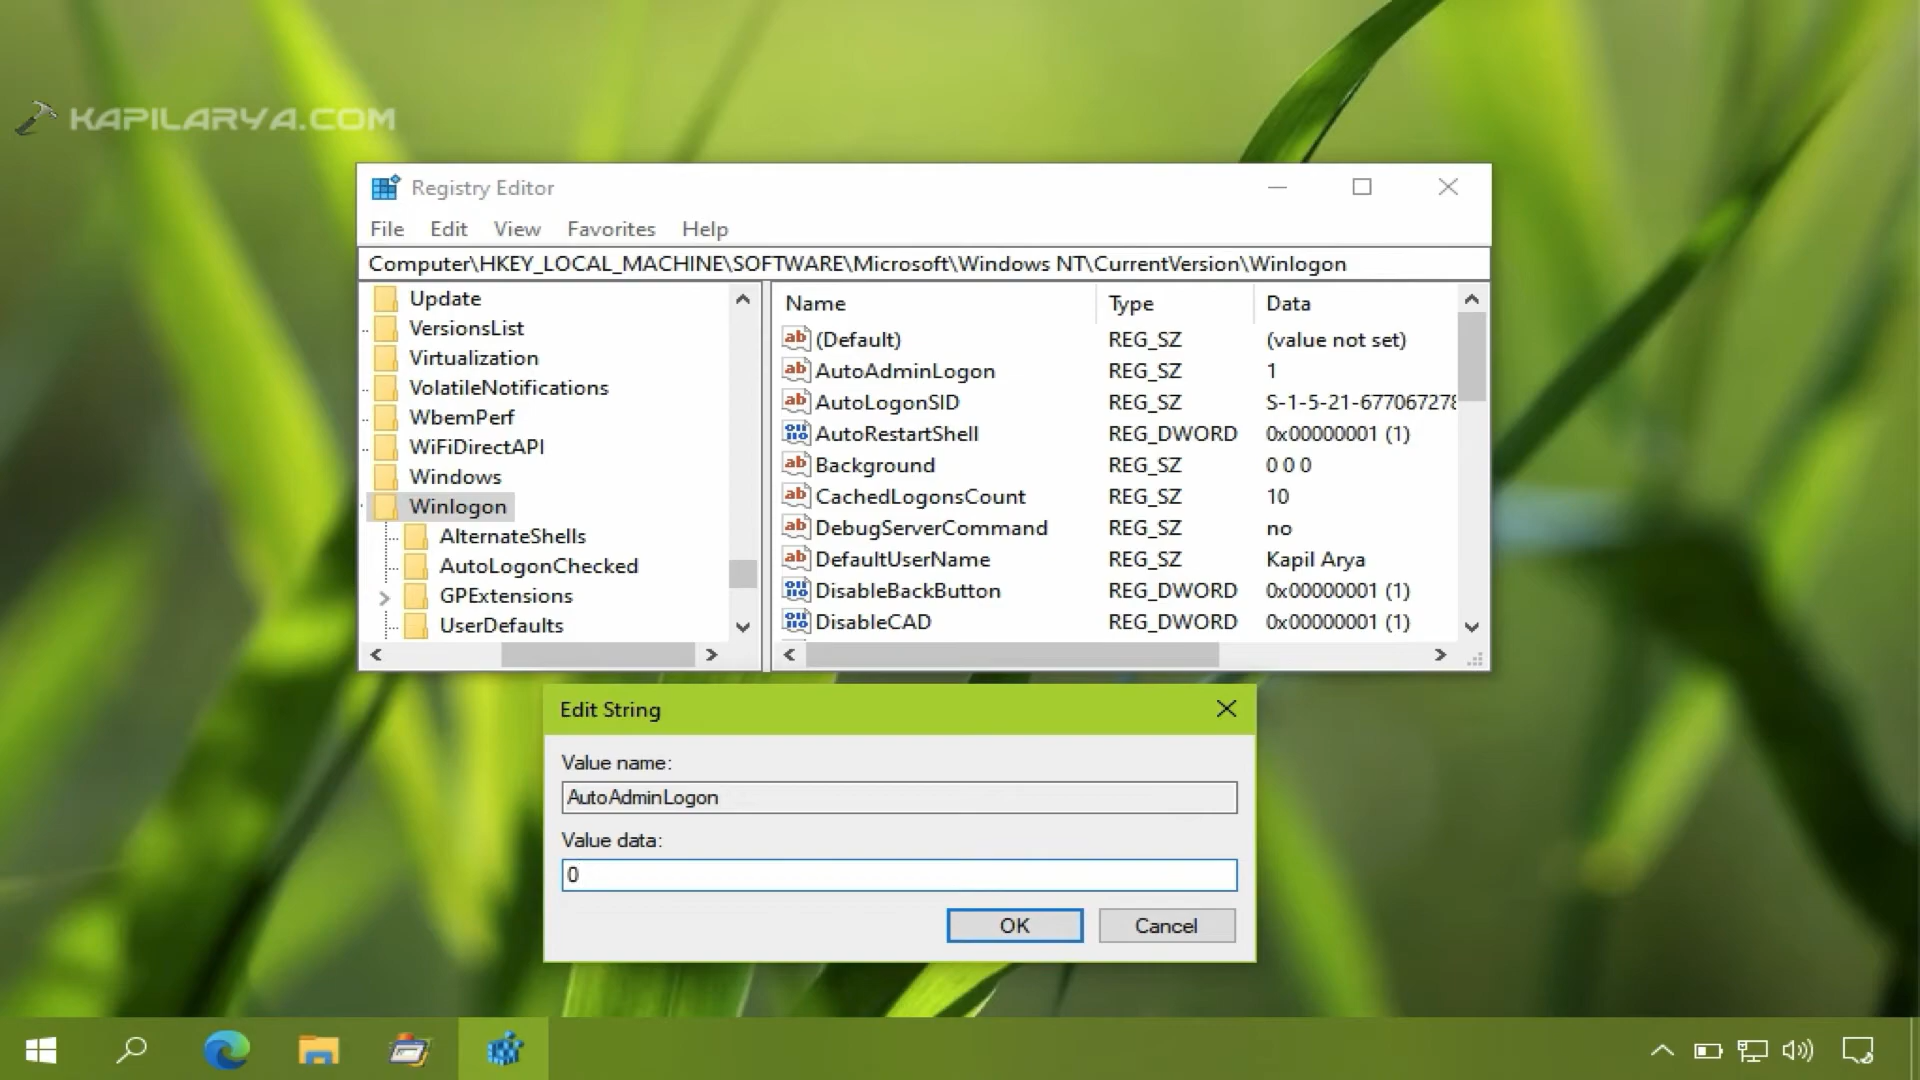 KAPILARYA.COM
Registry Editor
File Edit View Favorites Help
Computer\HKEY_LOCAL_MACHINE\SOFTWARE\Microsoft\Windows NT\CurrentVersion\Winlogon
Update
VersionsList
Virtualization
VolatileNotifications
WbemPerf
WiFiDirectAPI
Windows
Winlogon
AlternateShells
AutoLogonChecked
GPExtensions
UserDefaults
Name Type Data
(Default) REG_SZ (value not set)
AutoAdminLogon REG_SZ 1
AutoLogonSID REG_SZ S-1-5-21-677067278
AutoRestartShell REG_DWORD 0x00000001 (1)
Background REG_SZ 0 0 0
CachedLogonsCount REG_SZ 10
DebugServerCommand REG_SZ no
DefaultUserName REG_SZ Kapil Arya
DisableBackButton REG_DWORD 0x00000001 (1)
DisableCAD REG_DWORD 0x00000001 (1)
Edit String
Value name:
AutoAdminLogon
Value data:
0
OK Cancel